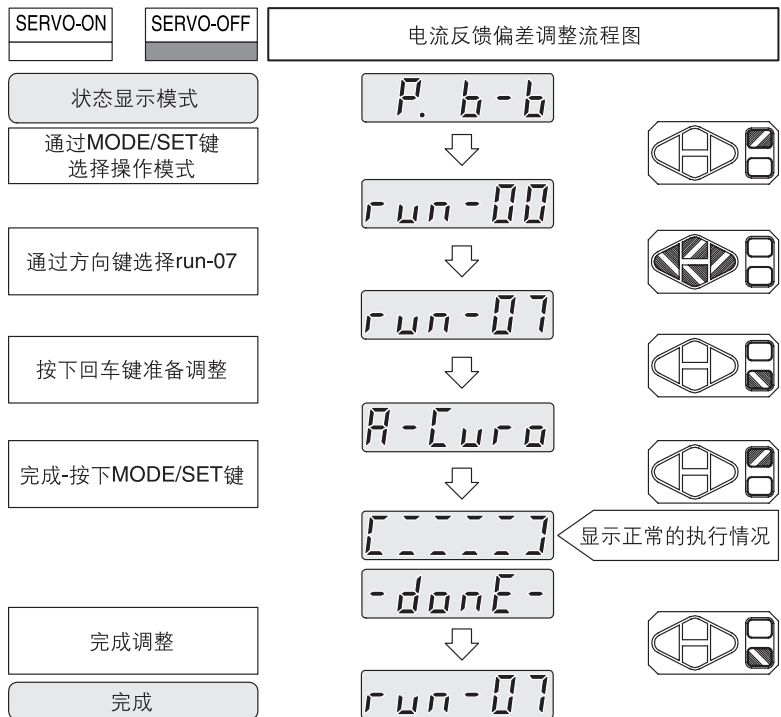 SERVO-ON
SERVO-OFF
电流反馈偏差调整流程图
状态显示模式
P. b-b
通过MODE/SET键
选择操作模式
run-00
通过方向键选择run-07
run-07
按下回车键准备调整
A-Curo
完成-按下MODE/SET键
显示正常的执行情况
-donE-
完成调整
完成
run-07